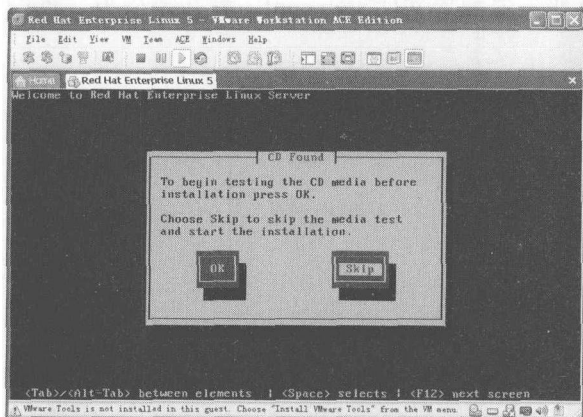 Red Hat Enterprise Linux 5 - VMware Workstation ACE Edition
File Edit View VM Team ACE Windows Help
Home Red Hat Enterprise Linux 5
Welcome to Red Hat Enterprise Linux Server
CD Found
To begin testing the CD media before
installation press OK.
Choose Skip to skip the media test
and start the installation.
OK Skip
<Tab>/<Alt-Tab> between elements | <Space> selects | <F12> next screen
VMware Tools is not installed in this guest. Choose "Install VMware Tools" from the VM menu.